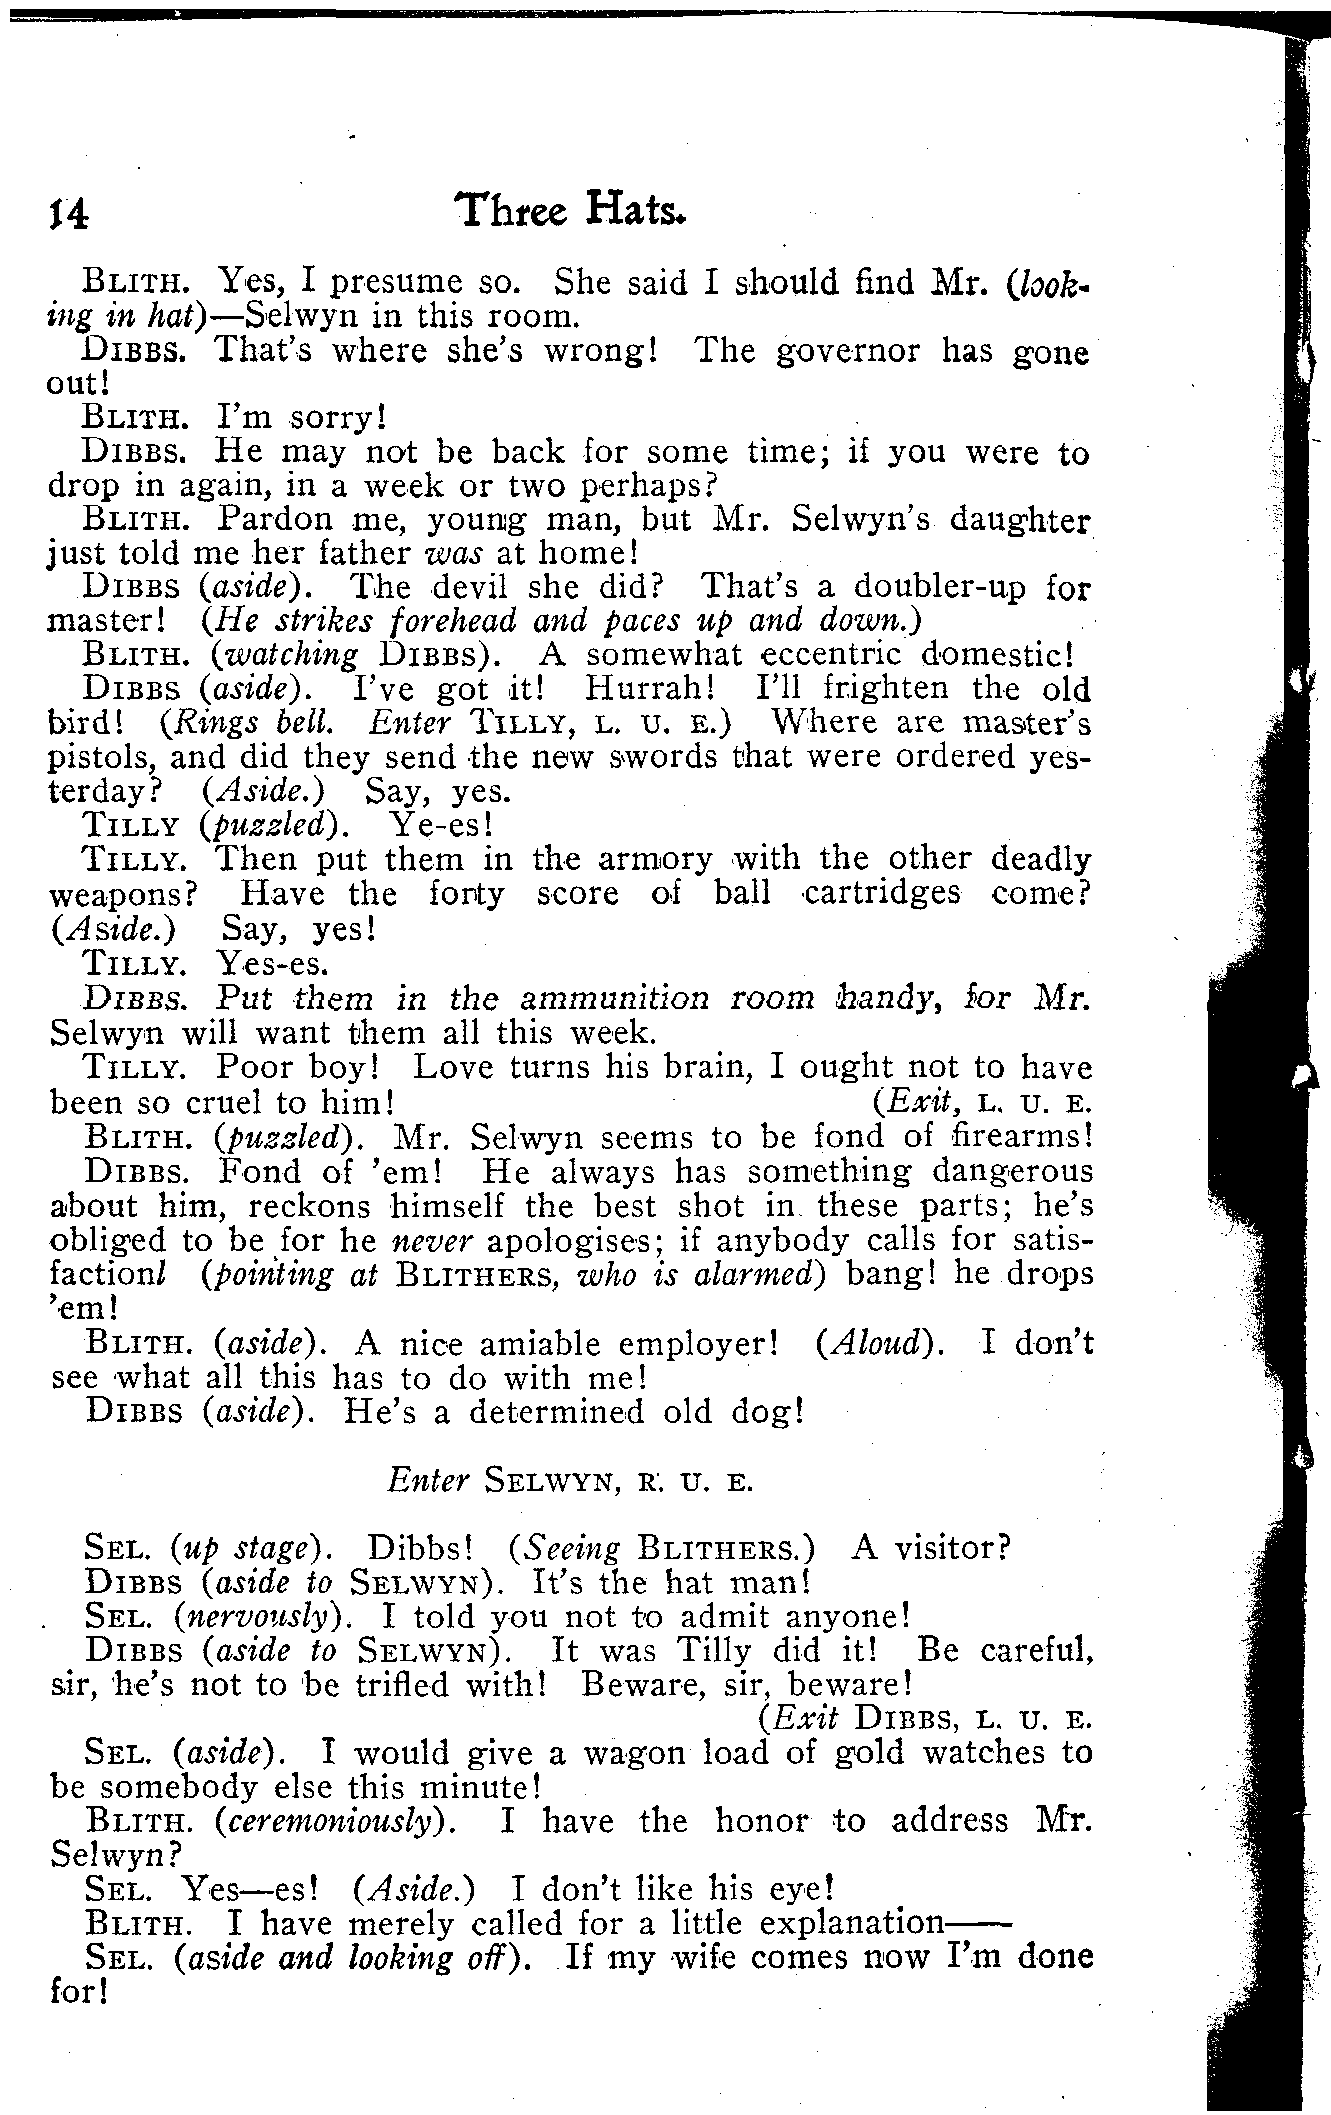 14 Three Hats.
BLITH. Yes, I presume so. She said I should find Mr. (look-
ing in hat)—Selwyn in this room.
DIBBS. That's where she's wrong! The governor has gone
out!
BLITH. I'm sorry!
DIBBS. He may not be back for some time; if you were to
drop in again, in a week or two perhaps?
BLITH. Pardon me, young man, but Mr. Selwyn's daughter
just told me her father was at home!
DIBBS (aside). The devil she did? That's a doubler-up for
master! (He strikes forehead and paces up and down.)
BLITH. (watching DIBBS). A somewhat eccentric domestic!
DIBBS (aside). I've got it! Hurrah! I'll frighten the old
bird! (Rings bell. Enter TILLY, L. U. E.) Where are master's
pistols, and did they send the new swords that were ordered yes-
terday? (Aside.) Say, yes.
TILLY (puzzled). Ye-es!
TILLY. Then put them in the armory with the other deadly
weapons? Have the forty score of ball cartridges come?
(Aside.) Say, yes!
TILLY. Yes-es.
DIBBS. Put them in the ammunition room handy, for Mr.
Selwyn will want them all this week.
TILLY. Poor boy! Love turns his brain, I ought not to have
been so cruel to him! (Exit, L. U. E.
BLITH. (puzzled). Mr. Selwyn seems to be fond of firearms!
DIBBS. Fond of 'em! He always has something dangerous
about him, reckons himself the best shot in these parts; he's
obliged to be for he never apologises; if anybody calls for satis-
factionl (pointing at BLITHERS, who is alarmed) bang! he drops
'em!
BLITH. (aside). A nice amiable employer! (Aloud). I don't
see what all this has to do with me!
DIBBS (aside). He's a determined old dog!
Enter SELWYN, R. U. E.
SEL. (up stage). Dibbs! (Seeing BLITHERS.) A visitor?
DIBBS (aside to SELWYN). It's the hat man!
SEL. (nervously). I told you not to admit anyone!
DIBBS (aside to SELWYN). It was Tilly did it! Be careful,
sir, he's not to be trifled with! Beware, sir, beware!
(Exit DIBBS, L. U. E.
SEL. (aside). I would give a wagon load of gold watches to
be somebody else this minute!
BLITH. (ceremoniously). I have the honor to address Mr.
Selwyn?
SEL. Yes—es! (Aside.) I don't like his eye!
BLITH. I have merely called for a little explanation——
SEL. (aside and looking off). If my wife comes now I'm done
for!